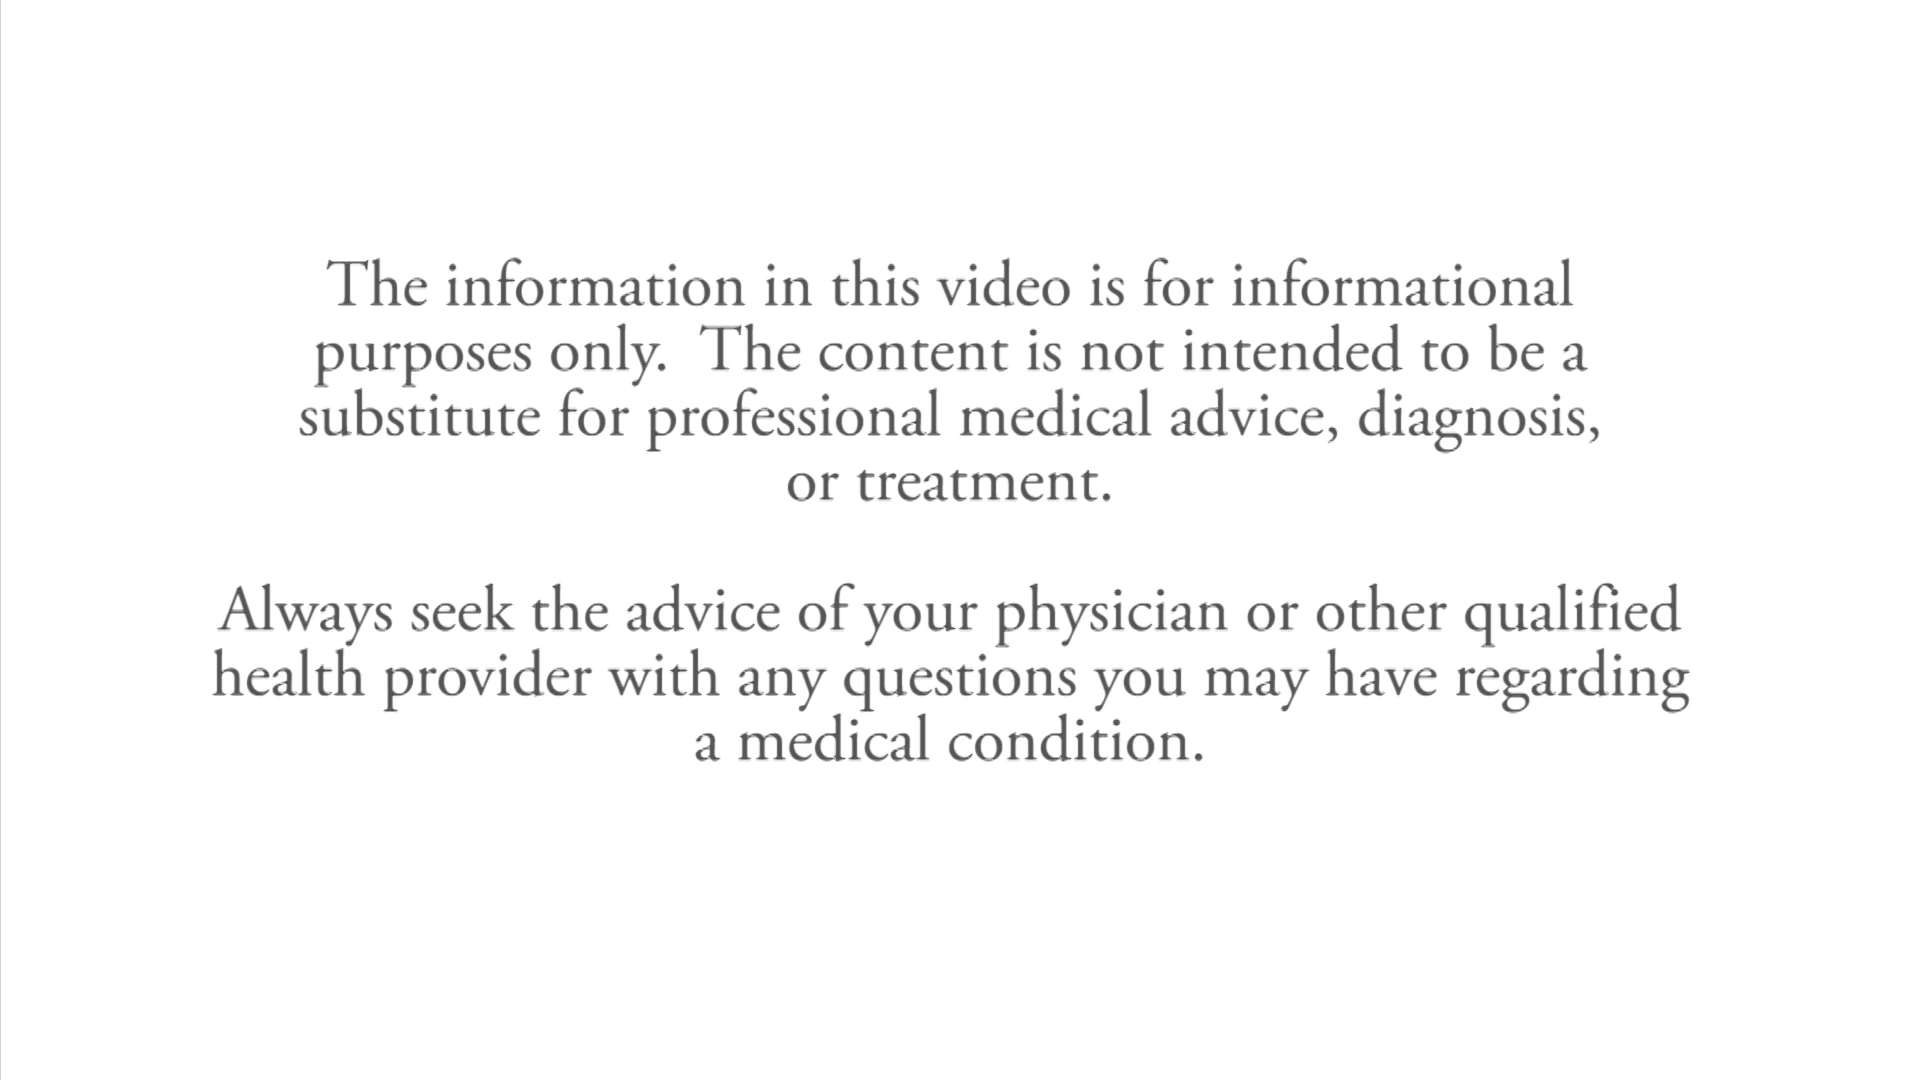 The information in this video is for informational
purposes only.  The content is not intended to be a
substitute for professional medical advice, diagnosis,
or treatment.
Always seek the advice of your physician or other qualified
health provider with any questions you may have regarding
a medical condition.